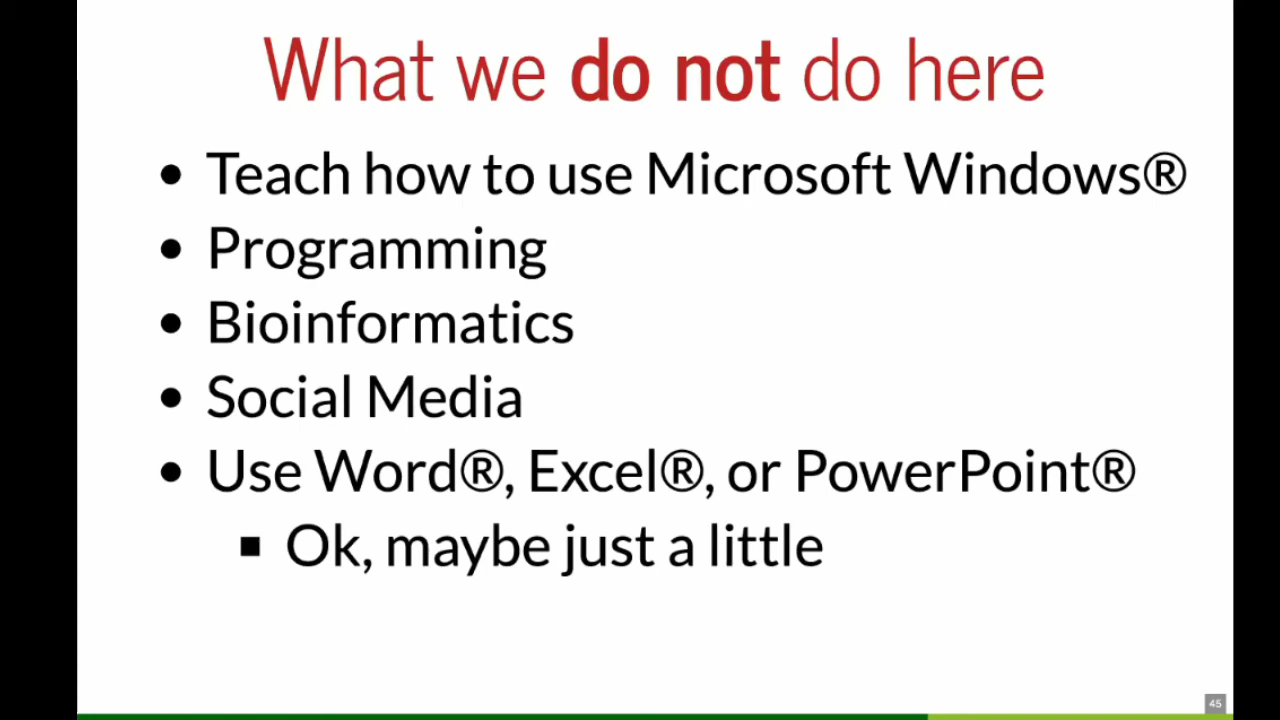 What we do not do here
• Teach how to use Microsoft Windows®
• Programming
• Bioinformatics
• Social Media
• Use Word®, Excel®, or PowerPoint®
▪ Ok, maybe just a little
45